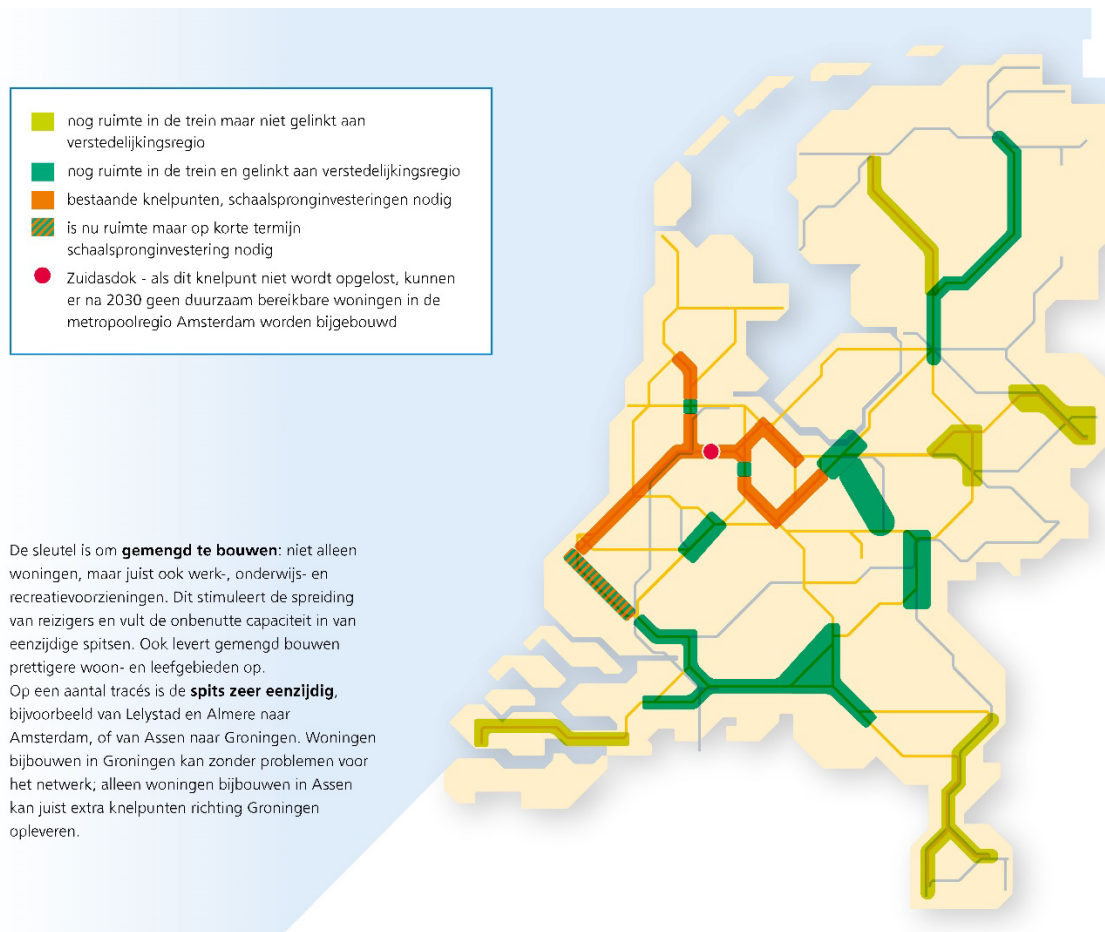 nog ruimte in de trein maar niet gelinkt aan
verstedelijkingsregio
nog ruimte in de trein en gelinkt aan verstedelijkingsregio
bestaande knelpunten, schaalspronginvesteringen nodig
is nu ruimte maar op korte termijn
schaalspronginvestering nodig
Zuidasdok - als dit knelpunt niet wordt opgelost, kunnen
er na 2030 geen duurzaam bereikbare woningen in de
metropoolregio Amsterdam worden bijgebouwd
De sleutel is om gemengd te bouwen: niet alleen
woningen, maar juist ook werk-, onderwijs- en
recreatievoorzieningen. Dit stimuleert de spreiding
van reizigers en vult de onbenutte capaciteit in van
eenzijdige spitsen. Ook levert gemengd bouwen
prettigere woon- en leefgebieden op.
Op een aantal tracés is de spits zeer eenzijdig,
bijvoorbeeld van Lelystad en Almere naar
Amsterdam, of van Assen naar Groningen. Woningen
bijbouwen in Groningen kan zonder problemen voor
het netwerk; alleen woningen bijbouwen in Assen
kan juist extra knelpunten richting Groningen
opleveren.